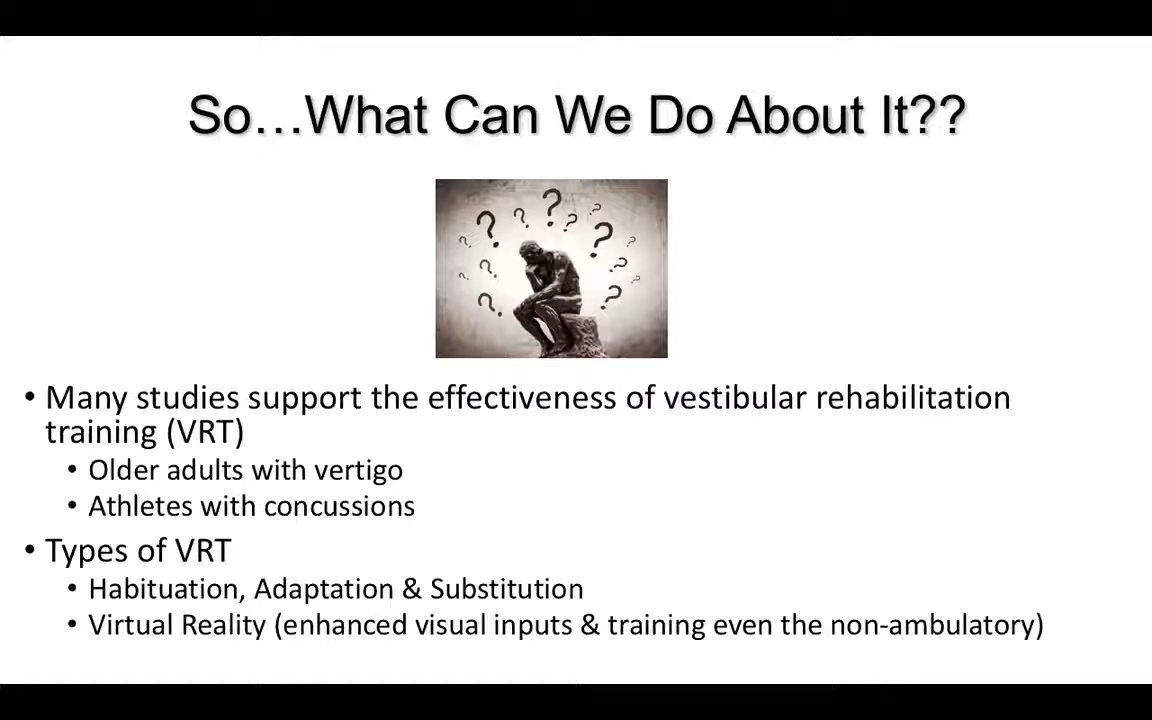 So…What Can We Do About It??
• Many studies support the effectiveness of vestibular rehabilitation
training (VRT)
• Older adults with vertigo
• Athletes with concussions
• Types of VRT
• Habituation, Adaptation & Substitution
• Virtual Reality (enhanced visual inputs & training even the non-ambulatory)